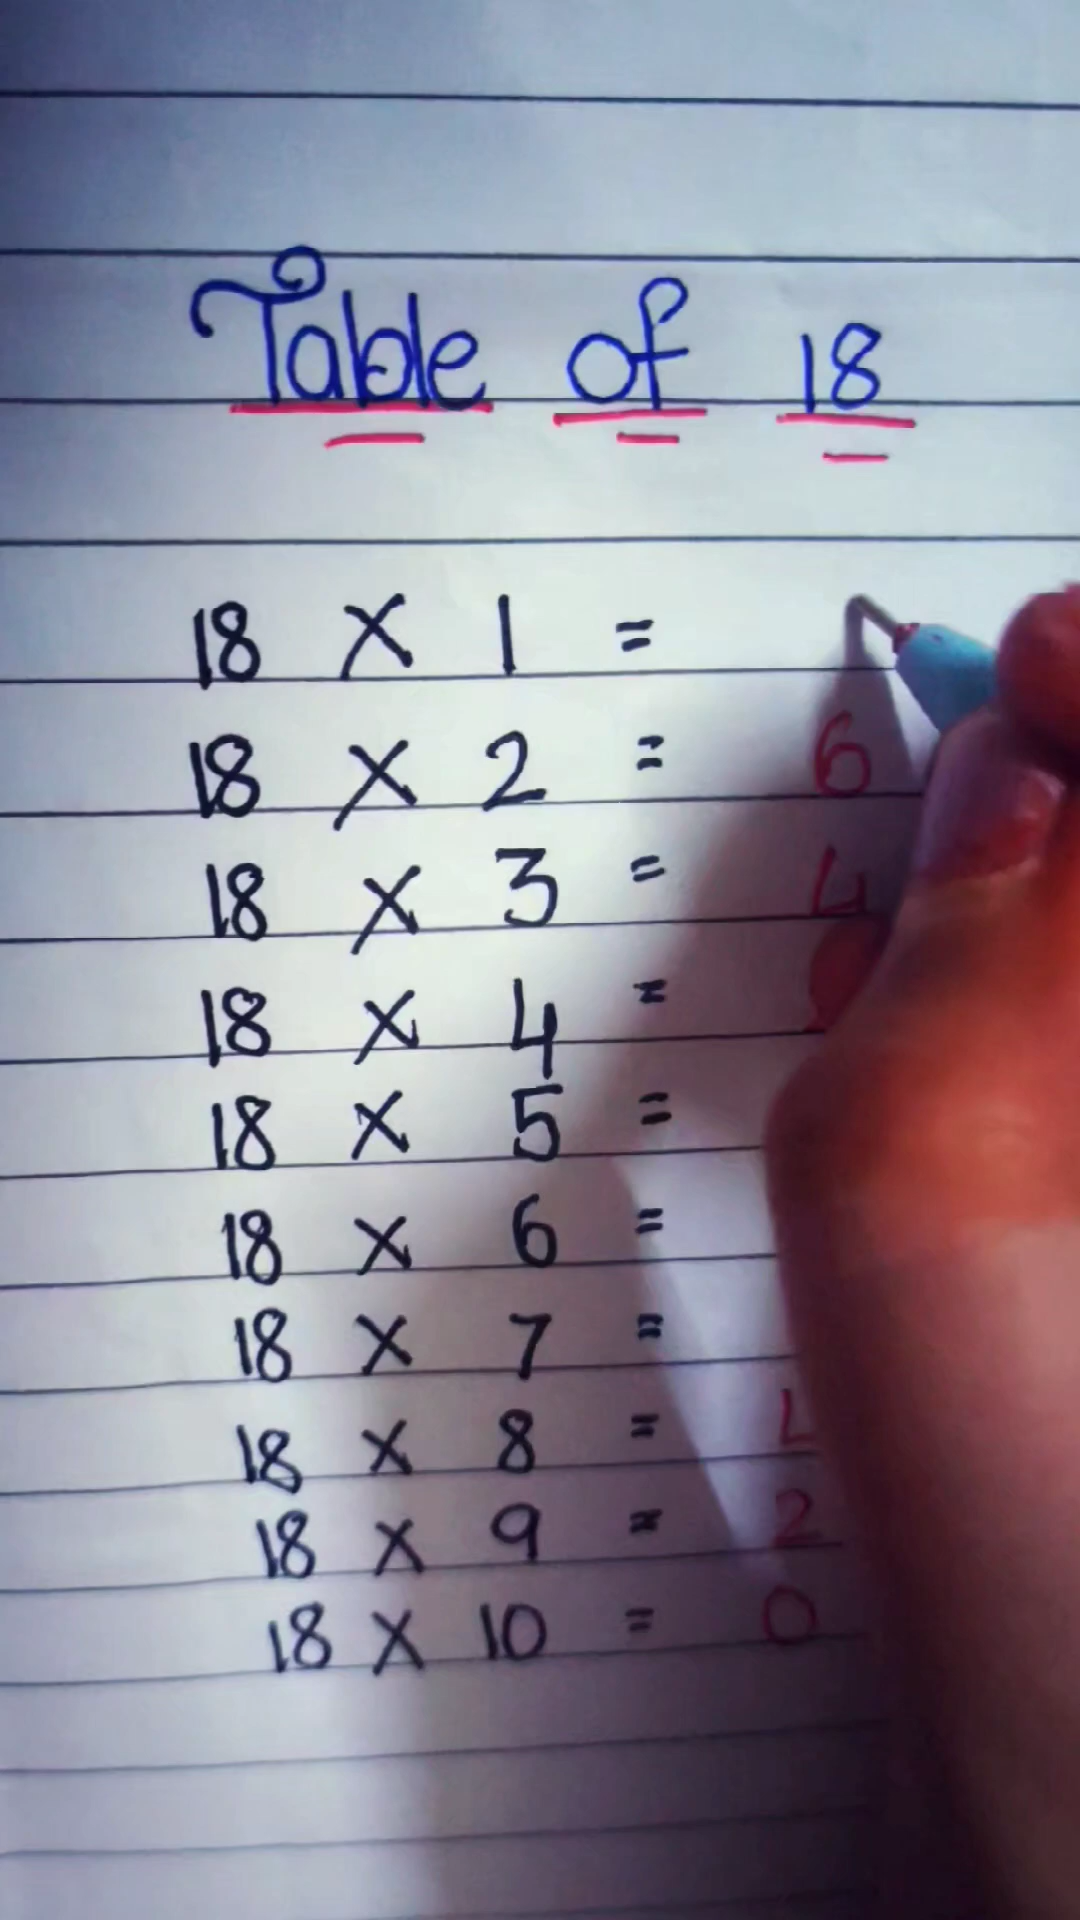 Table of 18
18 X 1 =
18 X 2 = 6
18 X 3 = 4
18 X 4 =
18 X 5 =
18 X 6 =
18 X 7 =
18 X 8 = 4
18 X 9 = 2
18 X 10 = 0